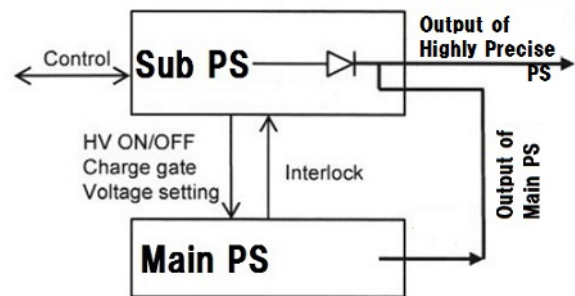 Output of
Highly Precise
PS
Control
Sub PS
HV ON/OFF
Charge gate
Voltage setting
Interlock
Output of
Main PS
Main PS